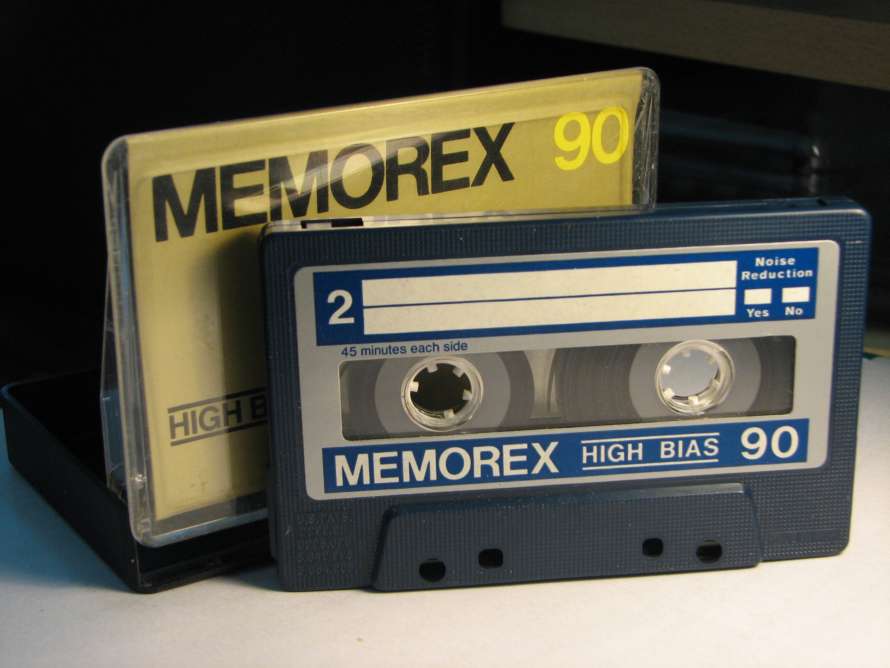 MEMOREX 90
HIGH B
2
Noise
Reduction
Yes No
45 minutes each side
MEMOREX HIGH BIAS 90